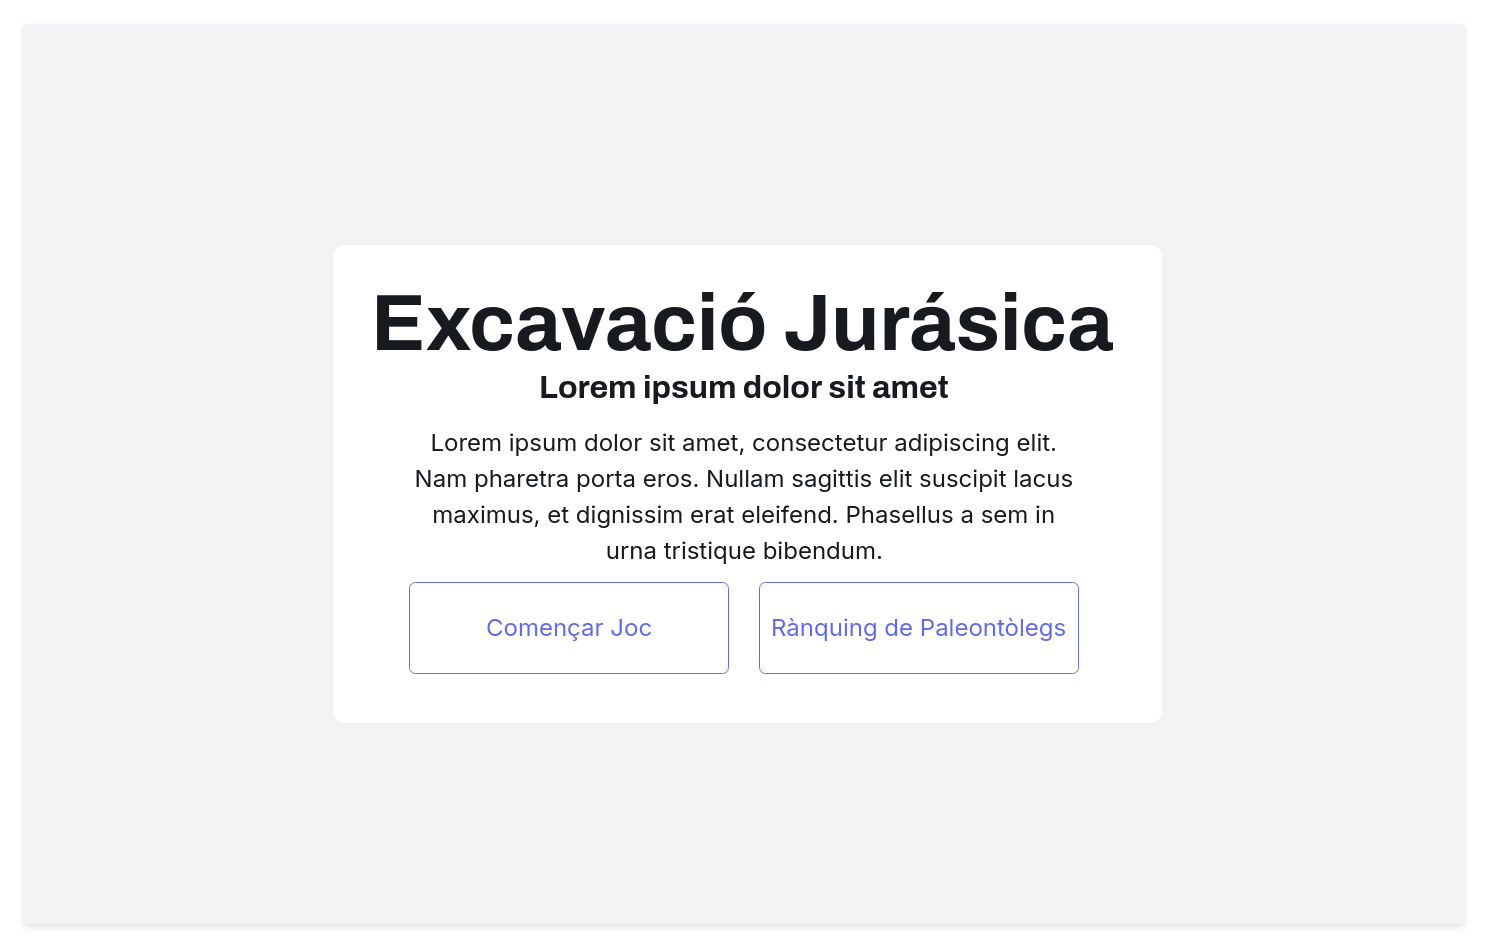 Excavació Jurásica
Lorem ipsum dolor sit amet
Lorem ipsum dolor sit amet, consectetur adipiscing elit.
Nam pharetra porta eros. Nullam sagittis elit suscipit lacus
maximus, et dignissim erat eleifend. Phasellus a sem in
urna tristique bibendum.
Començar Joc
Rànquing de Paleontòlegs